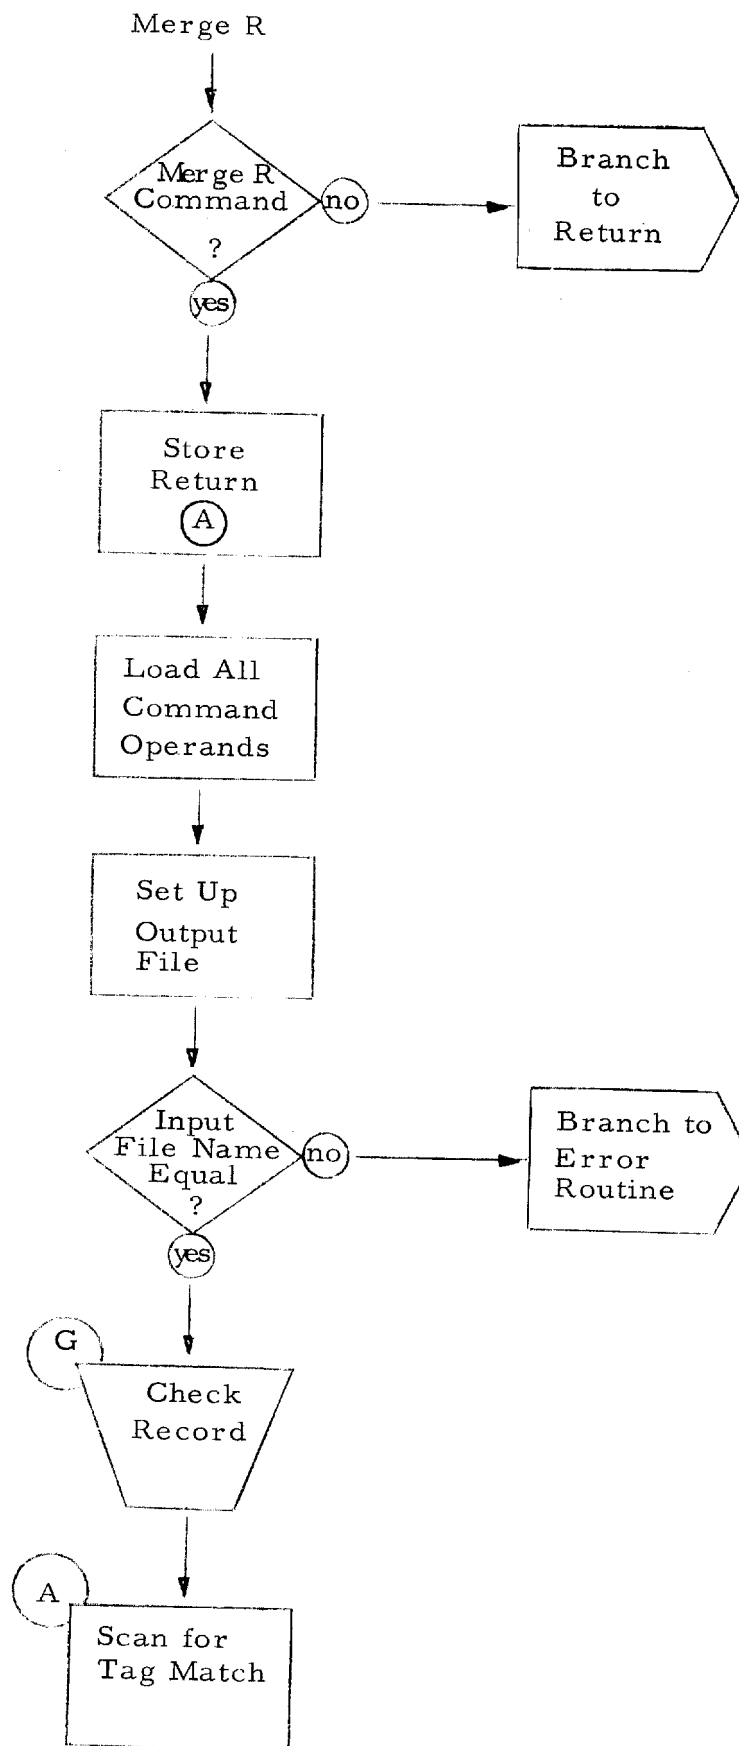 Merge R
Merge R
Command
?
no
Branch
to
Return
yes
Store
Return
A
Load All
Command
Operands
Set Up
Output
File
Input
File Name
Equal
?
no
Branch to
Error
Routine
yes
G
Check
Record
A
Scan for
Tag Match